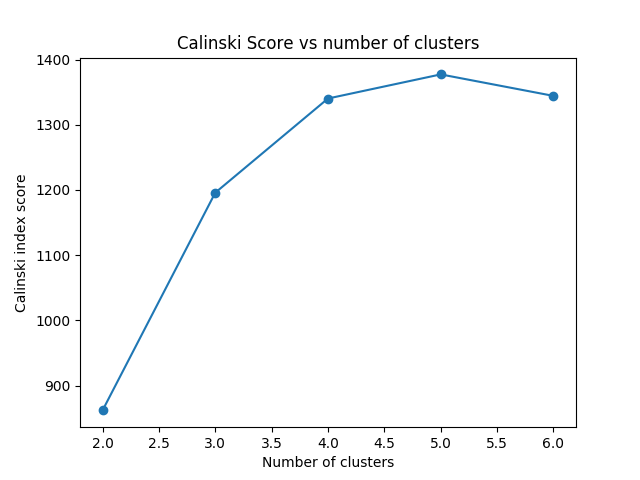 Calinski Score vs number of clusters
1400
1300
1200
1100
1000
900
Calinski index score
2.0 2.5 3.0 3.5 4.0 4.5 5.0 5.5 6.0
Number of clusters